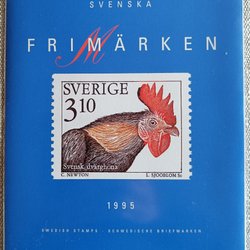 SVENSKA
FRIMÄRKEN
SVERIGE
3.10
Svensk dvärghöna
C. NEWTON L. SJÖÖBLOM Sc.
1995
SWEDISH STAMPS · SCHWEDISCHE BRIEFMARKEN